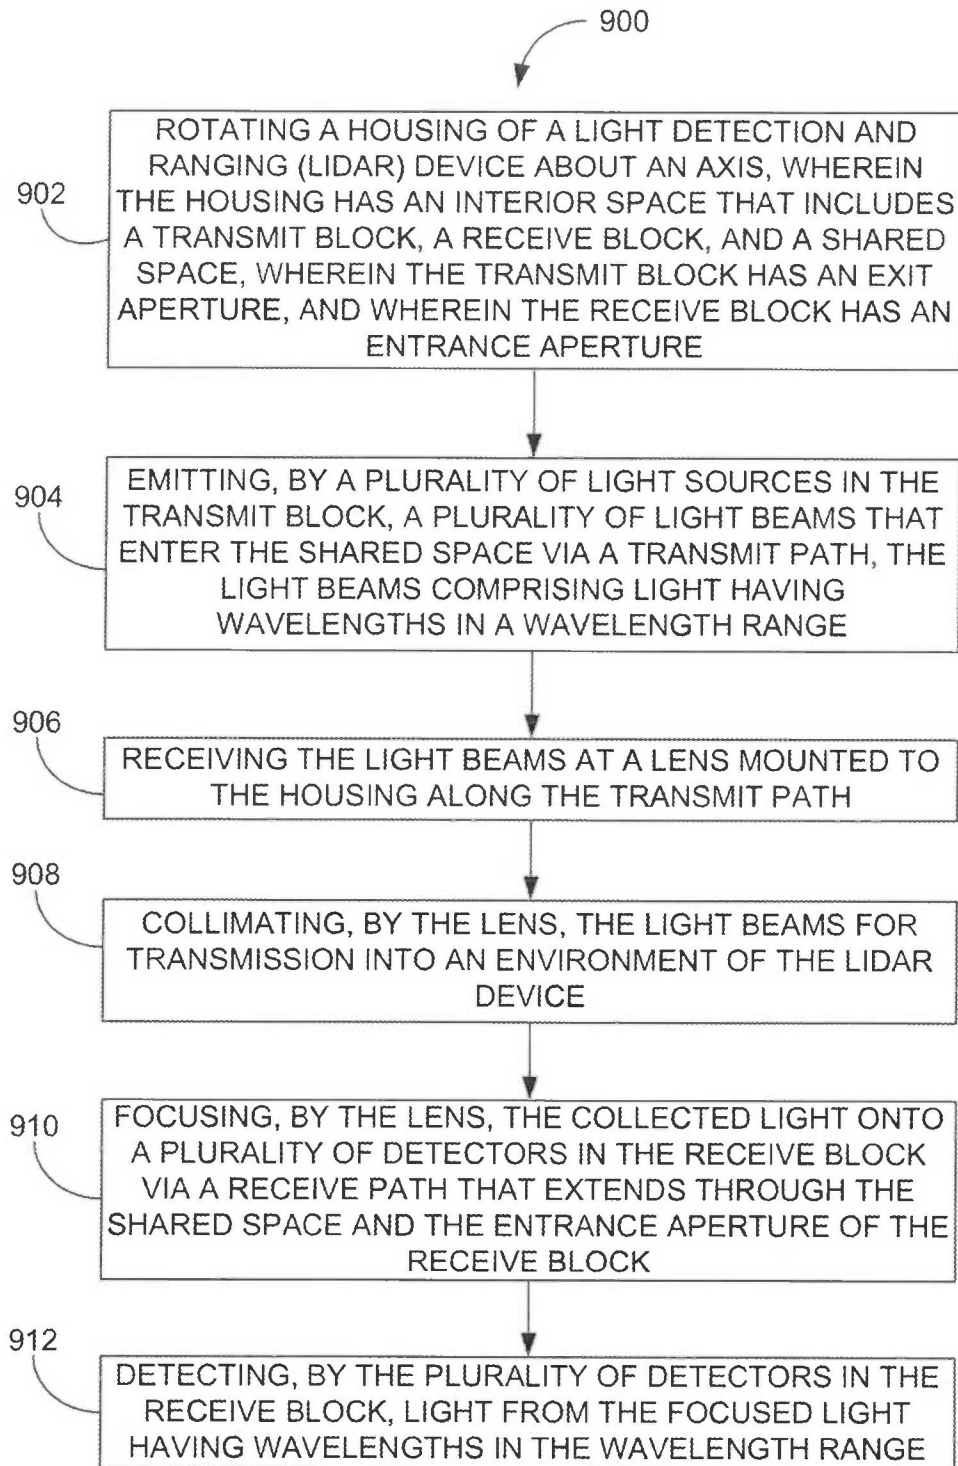 900
902
ROTATING A HOUSING OF A LIGHT DETECTION AND
RANGING (LIDAR) DEVICE ABOUT AN AXIS, WHEREIN
THE HOUSING HAS AN INTERIOR SPACE THAT INCLUDES
A TRANSMIT BLOCK, A RECEIVE BLOCK, AND A SHARED
SPACE, WHEREIN THE TRANSMIT BLOCK HAS AN EXIT
APERTURE, AND WHEREIN THE RECEIVE BLOCK HAS AN
ENTRANCE APERTURE
904
EMITTING, BY A PLURALITY OF LIGHT SOURCES IN THE
TRANSMIT BLOCK, A PLURALITY OF LIGHT BEAMS THAT
ENTER THE SHARED SPACE VIA A TRANSMIT PATH, THE
LIGHT BEAMS COMPRISING LIGHT HAVING
WAVELENGTHS IN A WAVELENGTH RANGE
906
RECEIVING THE LIGHT BEAMS AT A LENS MOUNTED TO
THE HOUSING ALONG THE TRANSMIT PATH
908
COLLIMATING, BY THE LENS, THE LIGHT BEAMS FOR
TRANSMISSION INTO AN ENVIRONMENT OF THE LIDAR
DEVICE
910
FOCUSING, BY THE LENS, THE COLLECTED LIGHT ONTO
A PLURALITY OF DETECTORS IN THE RECEIVE BLOCK
VIA A RECEIVE PATH THAT EXTENDS THROUGH THE
SHARED SPACE AND THE ENTRANCE APERTURE OF THE
RECEIVE BLOCK
912
DETECTING, BY THE PLURALITY OF DETECTORS IN THE
RECEIVE BLOCK, LIGHT FROM THE FOCUSED LIGHT
HAVING WAVELENGTHS IN THE WAVELENGTH RANGE